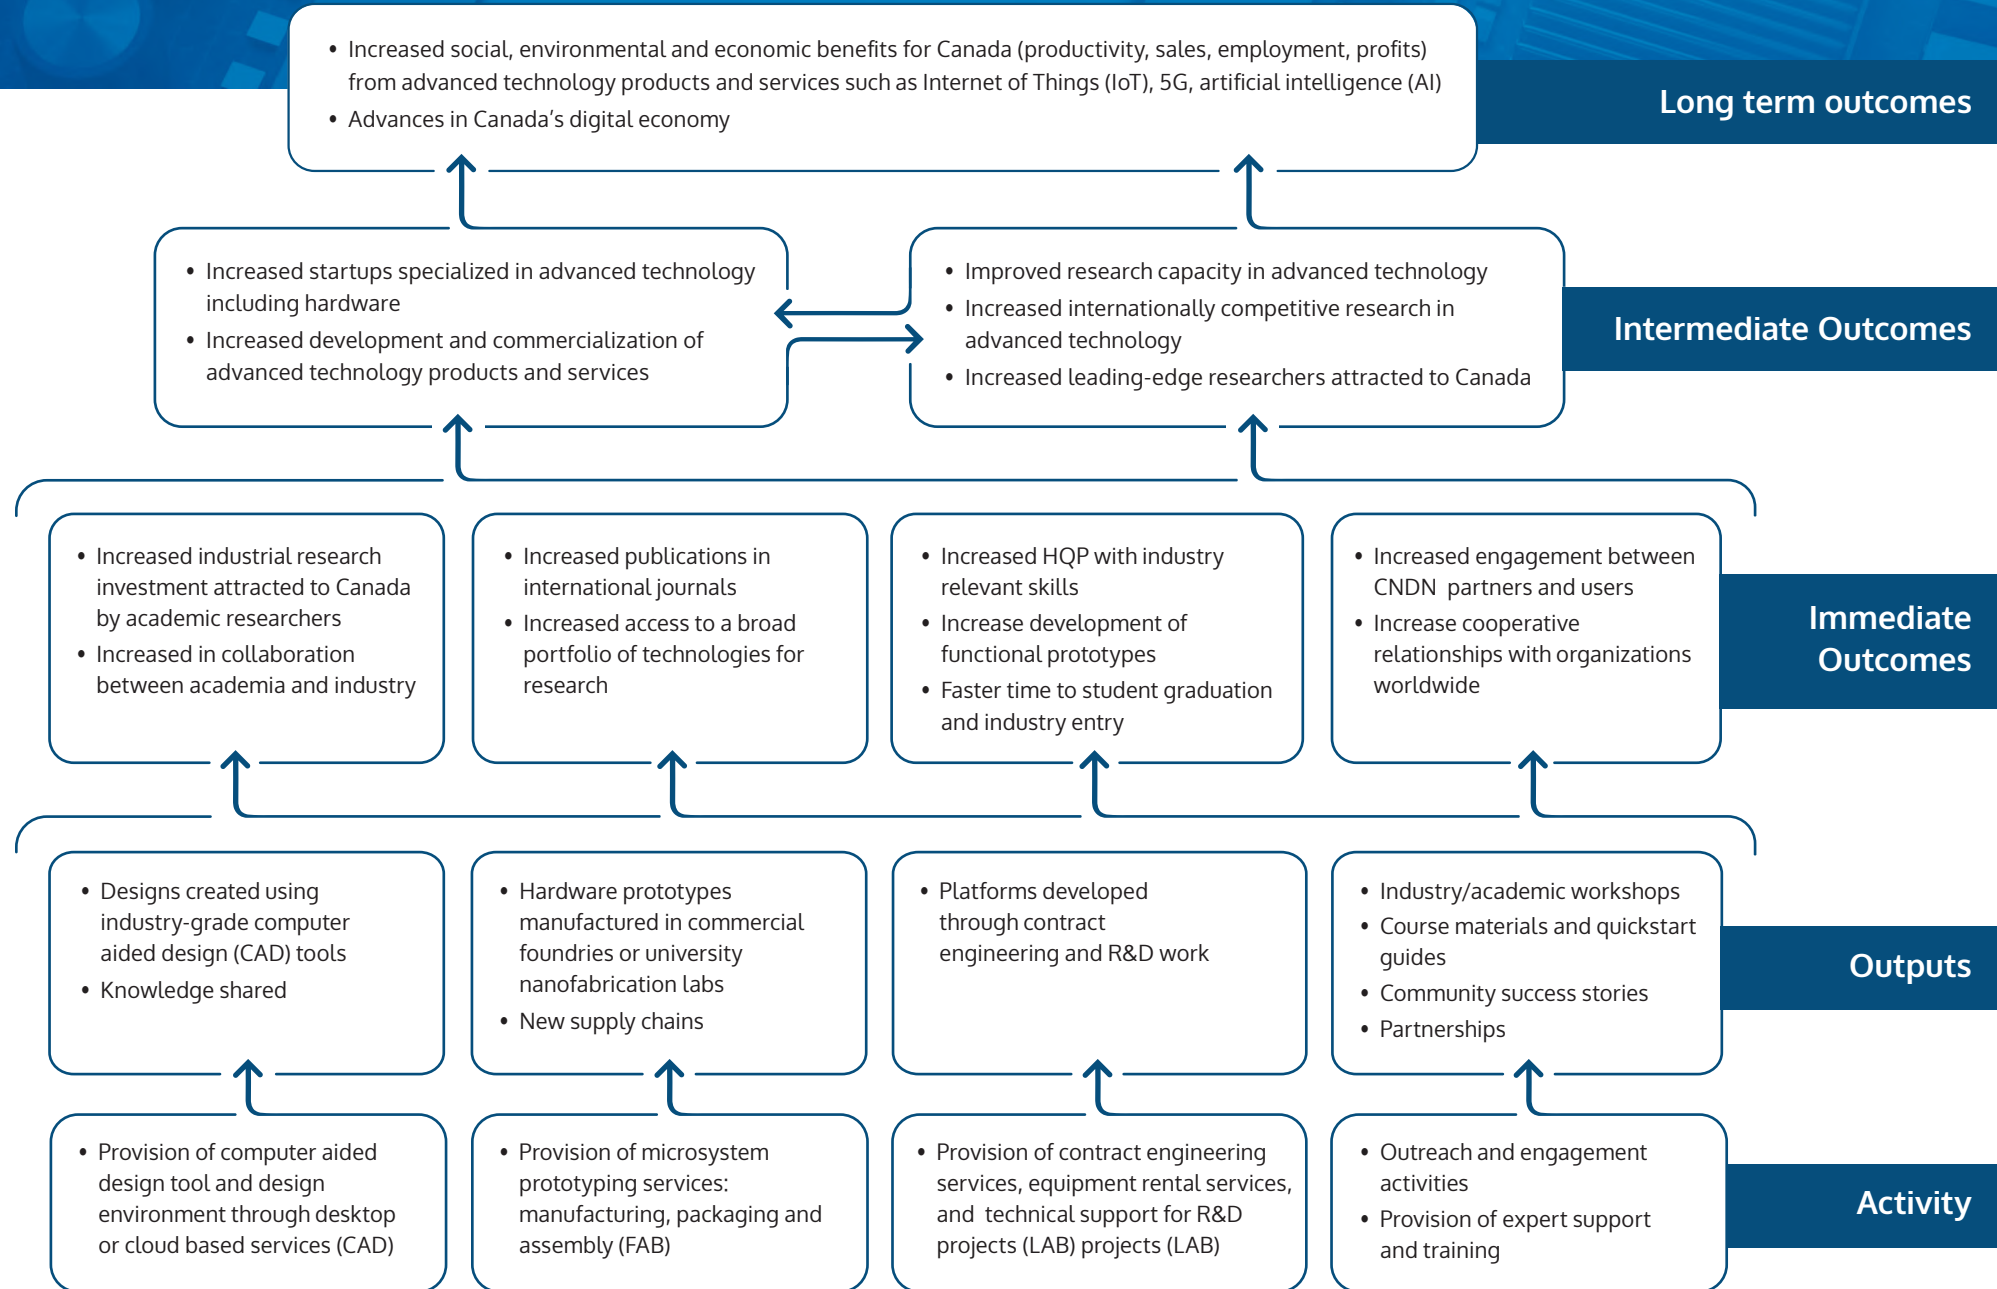 • Increased social, environmental and economic benefits for Canada (productivity, sales, employment, profits)
from advanced technology products and services such as Internet of Things (IoT), 5G, artificial intelligence (AI)
• Advances in Canada’s digital economy
Long term outcomes
• Increased startups specialized in advanced technology
including hardware
• Increased development and commercialization of
advanced technology products and services
• Improved research capacity in advanced technology
• Increased internationally competitive research in
advanced technology
• Increased leading-edge researchers attracted to Canada
Intermediate Outcomes
• Increased industrial research
investment attracted to Canada
by academic researchers
• Increased in collaboration
between academia and industry
• Increased publications in
international journals
• Increased access to a broad
portfolio of technologies for
research
• Increased HQP with industry
relevant skills
• Increase development of
functional prototypes
• Faster time to student graduation
and industry entry
• Increased engagement between
CNDN partners and users
• Increase cooperative
relationships with organizations
worldwide
Immediate
Outcomes
• Designs created using
industry-grade computer
aided design (CAD) tools
• Knowledge shared
• Hardware prototypes
manufactured in commercial
foundries or university
nanofabrication labs
• New supply chains
• Platforms developed
through contract
engineering and R&D work
• Industry/academic workshops
• Course materials and quickstart
guides
• Community success stories
• Partnerships
Outputs
• Provision of computer aided
design tool and design
environment through desktop
or cloud based services (CAD)
• Provision of microsystem
prototyping services:
manufacturing, packaging and
assembly (FAB)
• Provision of contract engineering
services, equipment rental services,
and technical support for R&D
projects (LAB) projects (LAB)
• Outreach and engagement
activities
• Provision of expert support
and training
Activity